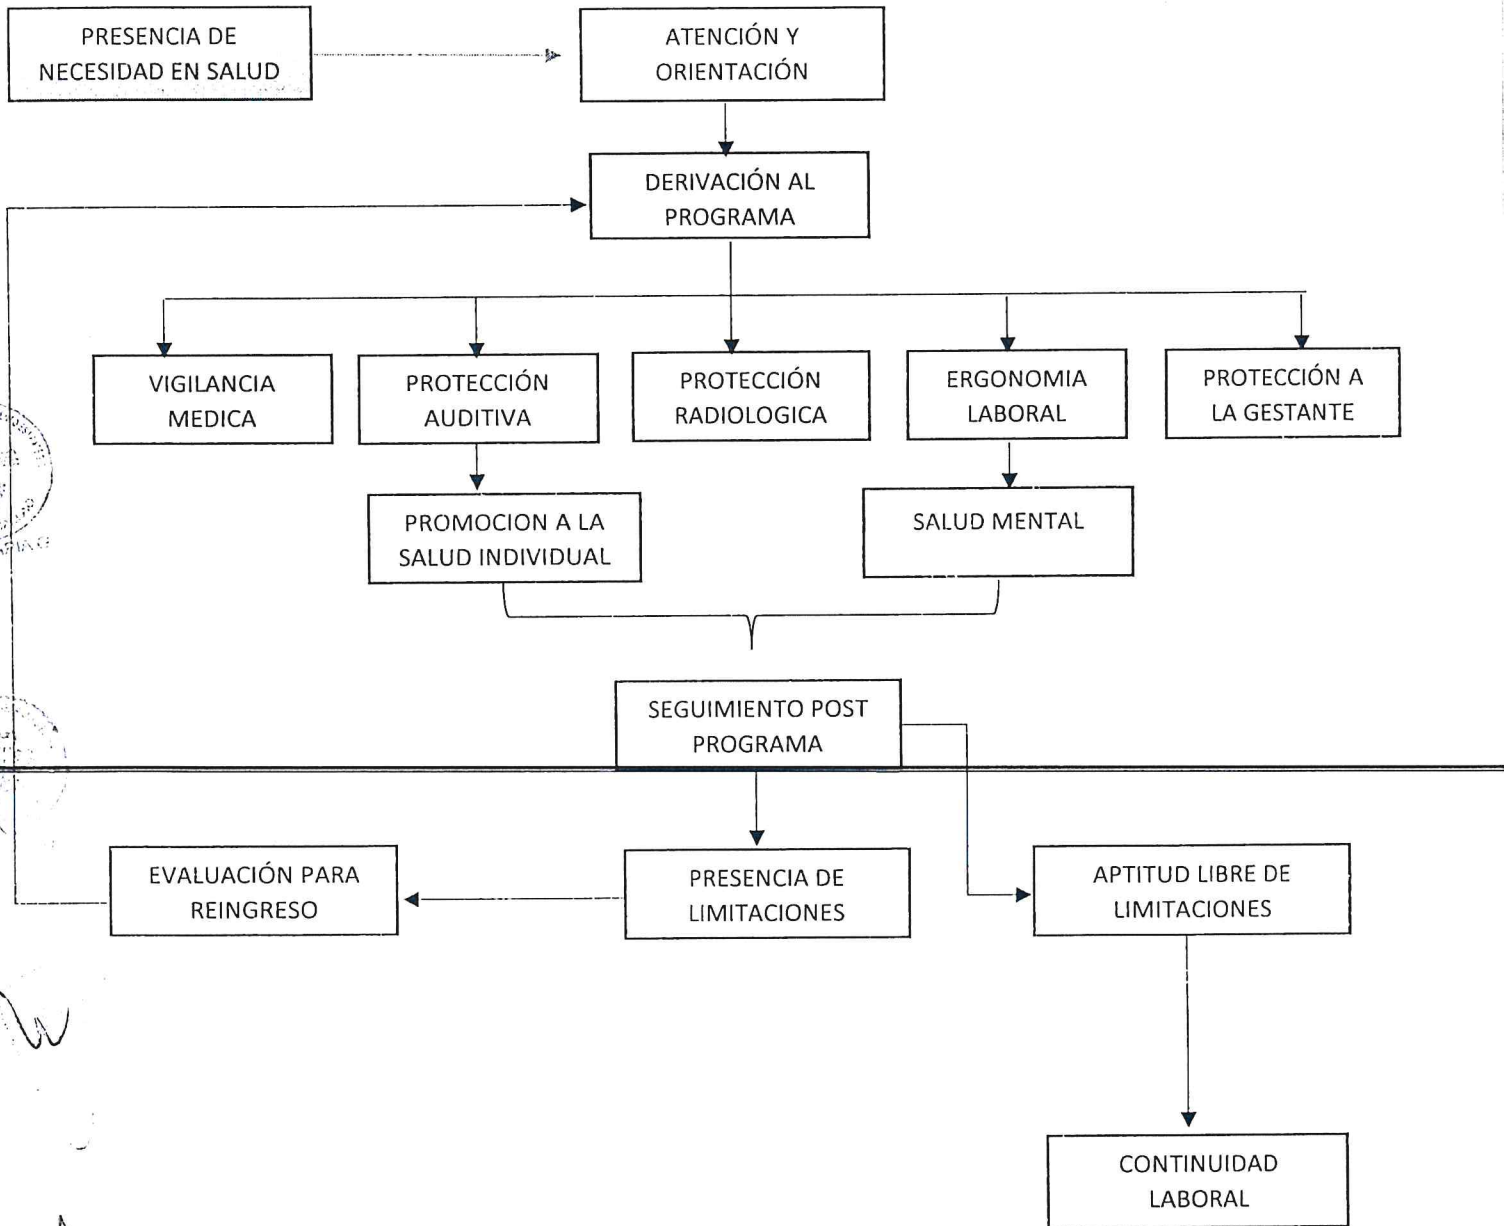 PRESENCIA DE
NECESIDAD EN SALUD
ATENCIÓN Y
ORIENTACIÓN
DERIVACIÓN AL
PROGRAMA
VIGILANCIA
MEDICA
PROTECCIÓN
AUDITIVA
PROTECCIÓN
RADIOLOGICA
ERGONOMIA
LABORAL
PROTECCIÓN A
LA GESTANTE
PROMOCION A LA
SALUD INDIVIDUAL
SALUD MENTAL
SEGUIMIENTO POST
PROGRAMA
EVALUACIÓN PARA
REINGRESO
PRESENCIA DE
LIMITACIONES
APTITUD LIBRE DE
LIMITACIONES
CONTINUIDAD
LABORAL